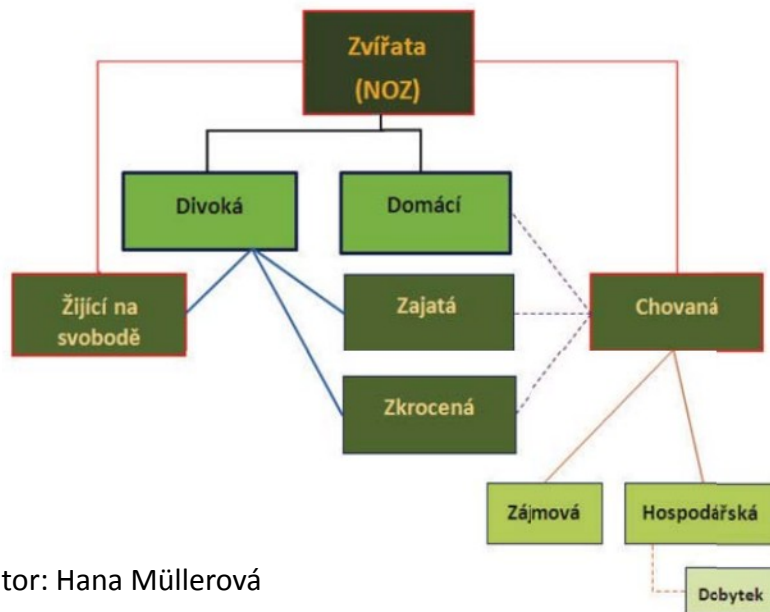 Zvířata
(NOZ)
Divoká
Domácí
Žijící na
svobodě
Zajatá
Chovaná
Zkrocená
Zájmová
Hospodářská
Dobytek
tor: Hana Müllerová